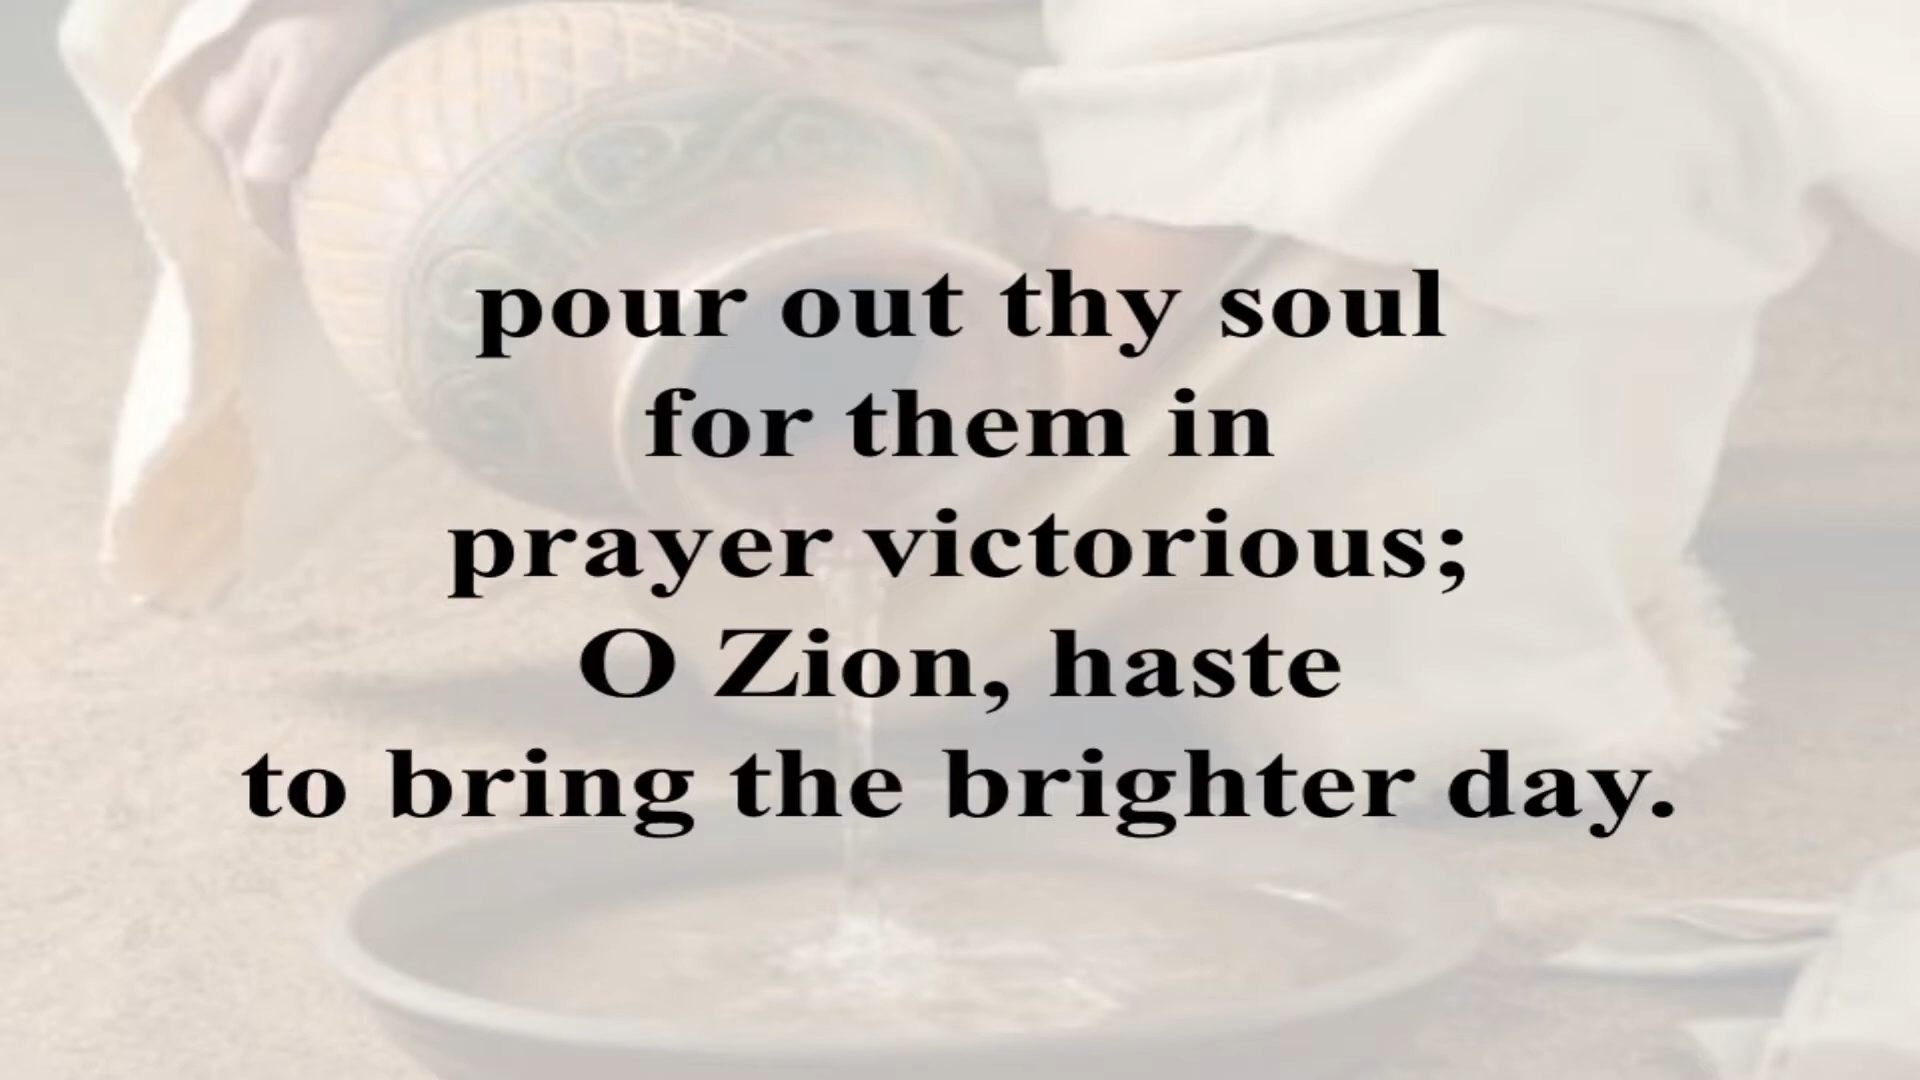 pour out thy soul
for them in
prayer victorious;
O Zion, haste
to bring the brighter day.